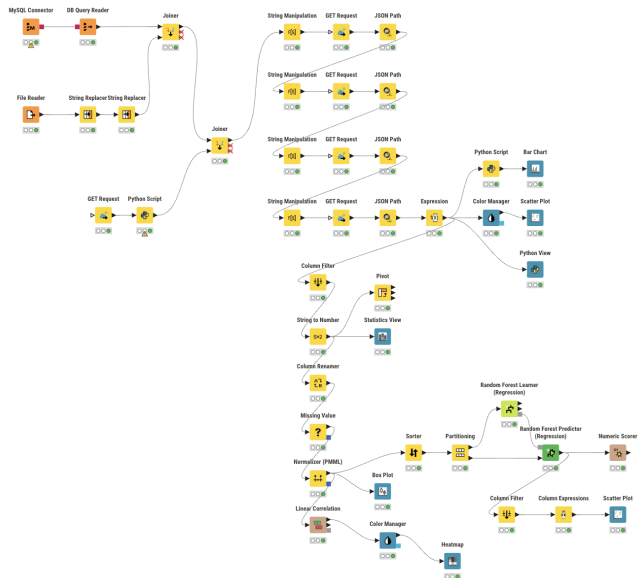 MySQL Connector
DB Query Reader
Joiner
String Manipulation
GET Request
JSON Path
String Manipulation
GET Request
JSON Path
File Reader
String Replacer
String Replacer
Joiner
String Manipulation
GET Request
JSON Path
Python Script
Bar Chart
GET Request
Python Script
String Manipulation
GET Request
JSON Path
Expression
Color Manager
Scatter Plot
Python View
Column Filter
Pivot
String to Number
S▸2
Statistics View
Column Renamer
Random Forest Learner
(Regression)
Missing Value
?
Sorter
Partitioning
Random Forest Predictor
(Regression)
Numeric Scorer
Normalizer (PMML)
Box Plot
Column Filter
Column Expressions
Scatter Plot
Linear Correlation
Color Manager
Heatmap